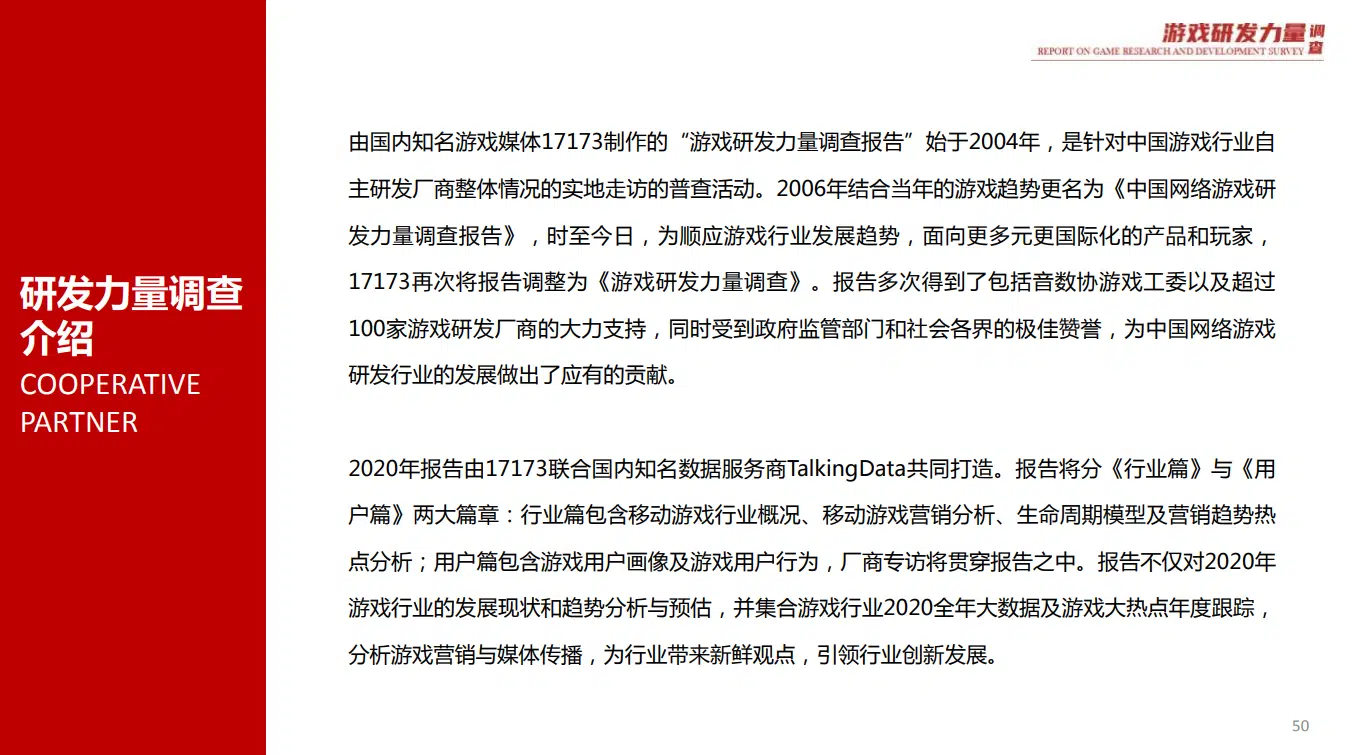 游戏研发力量调查
REPORT ON GAME RESEARCH AND DEVELOPMENT SURVEY
研发力量调查
介绍
COOPERATIVE
PARTNER
由国内知名游戏媒体17173制作的“游戏研发力量调查报告”始于2004年，是针对中国游戏行业自
主研发厂商整体情况的实地走访的普查活动。2006年结合当年的游戏趋势更名为《中国网络游戏研
发力量调查报告》，时至今日，为顺应游戏行业发展趋势，面向更多元更国际化的产品和玩家，
17173再次将报告调整为《游戏研发力量调查》。报告多次得到了包括音数协游戏工委以及超过
100家游戏研发厂商的大力支持，同时受到政府监管部门和社会各界的极佳赞誉，为中国网络游戏
研发行业的发展做出了应有的贡献。
2020年报告由17173联合国内知名数据服务商TalkingData共同打造。报告将分《行业篇》与《用
户篇》两大篇章：行业篇包含移动游戏行业概况、移动游戏营销分析、生命周期模型及营销趋势热
点分析；用户篇包含游戏用户画像及游戏用户行为，厂商专访将贯穿报告之中。报告不仅对2020年
游戏行业的发展现状和趋势分析与预估，并集合游戏行业2020全年大数据及游戏大热点年度跟踪，
分析游戏营销与媒体传播，为行业带来新鲜观点，引领行业创新发展。
50